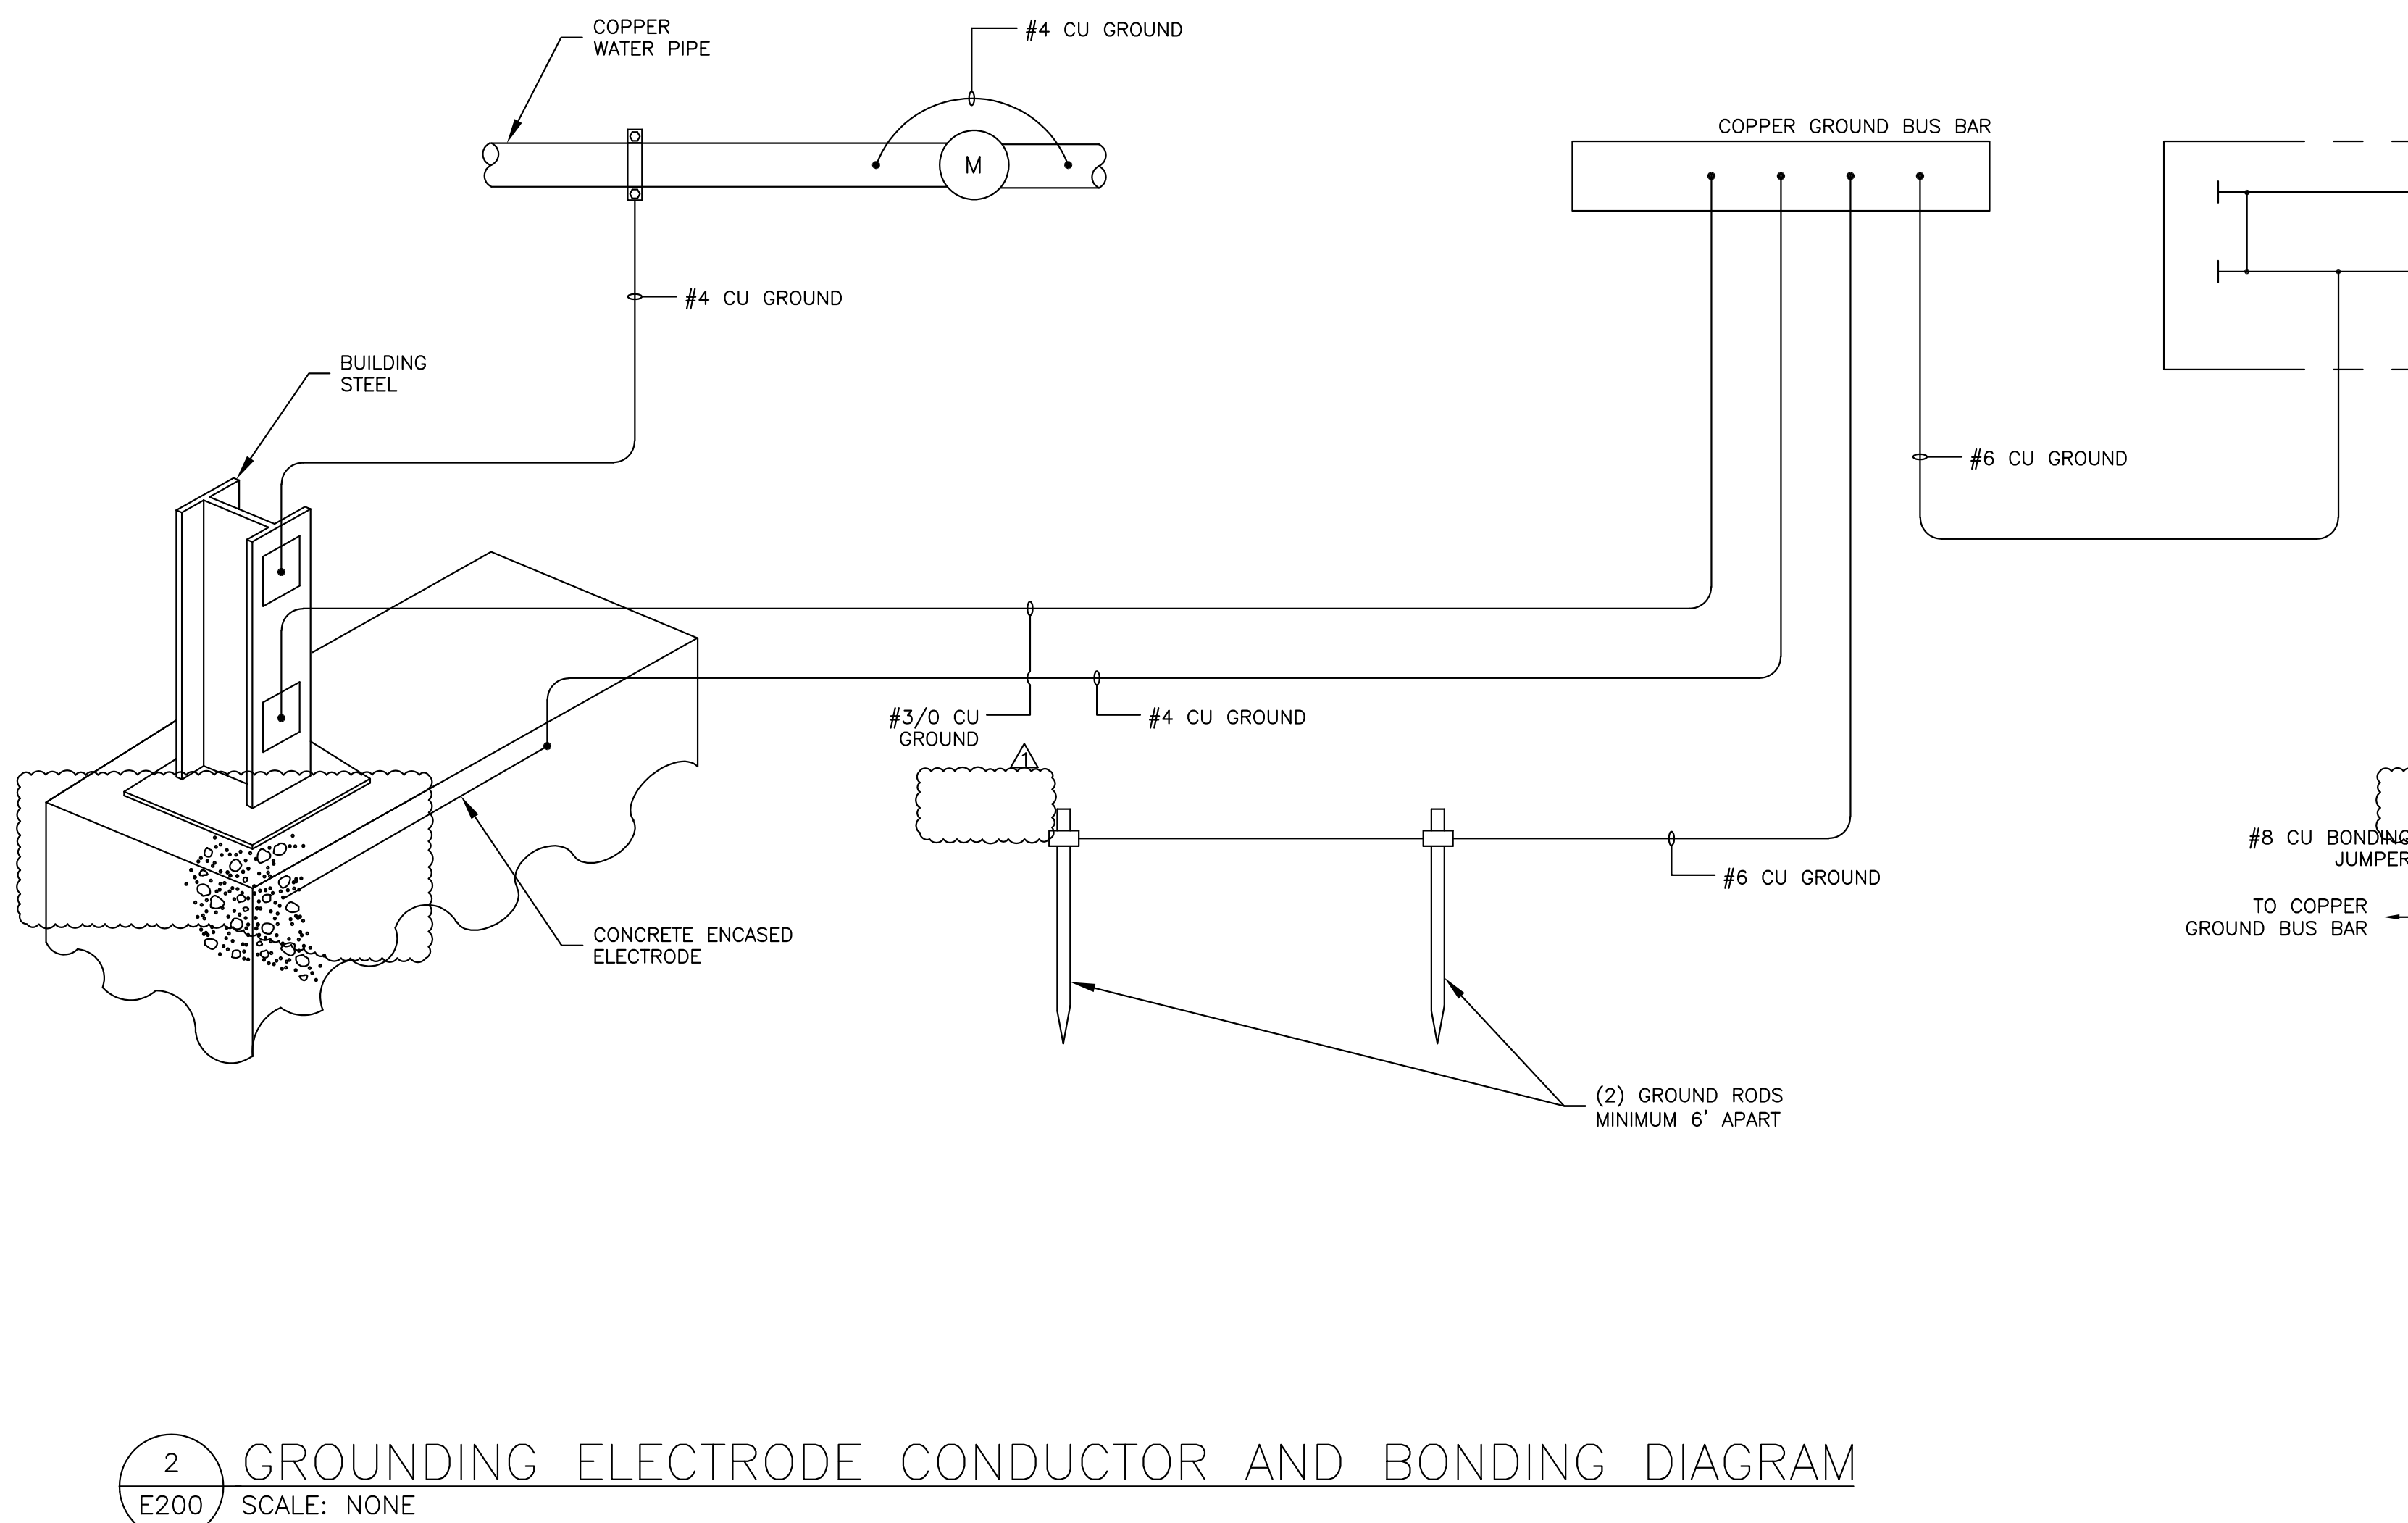 COPPER
WATER PIPE
#4 CU GROUND
M
COPPER GROUND BUS BAR
#4 CU GROUND
BUILDING
STEEL
#6 CU GROUND
#3/0 CU
GROUND
#4 CU GROUND
1
#6 CU GROUND
#8 CU BONDING
JUMPER
TO COPPER
GROUND BUS BAR
CONCRETE ENCASED
ELECTRODE
(2) GROUND RODS
MINIMUM 6' APART
2
E200
GROUNDING ELECTRODE CONDUCTOR AND BONDING DIAGRAM
SCALE: NONE